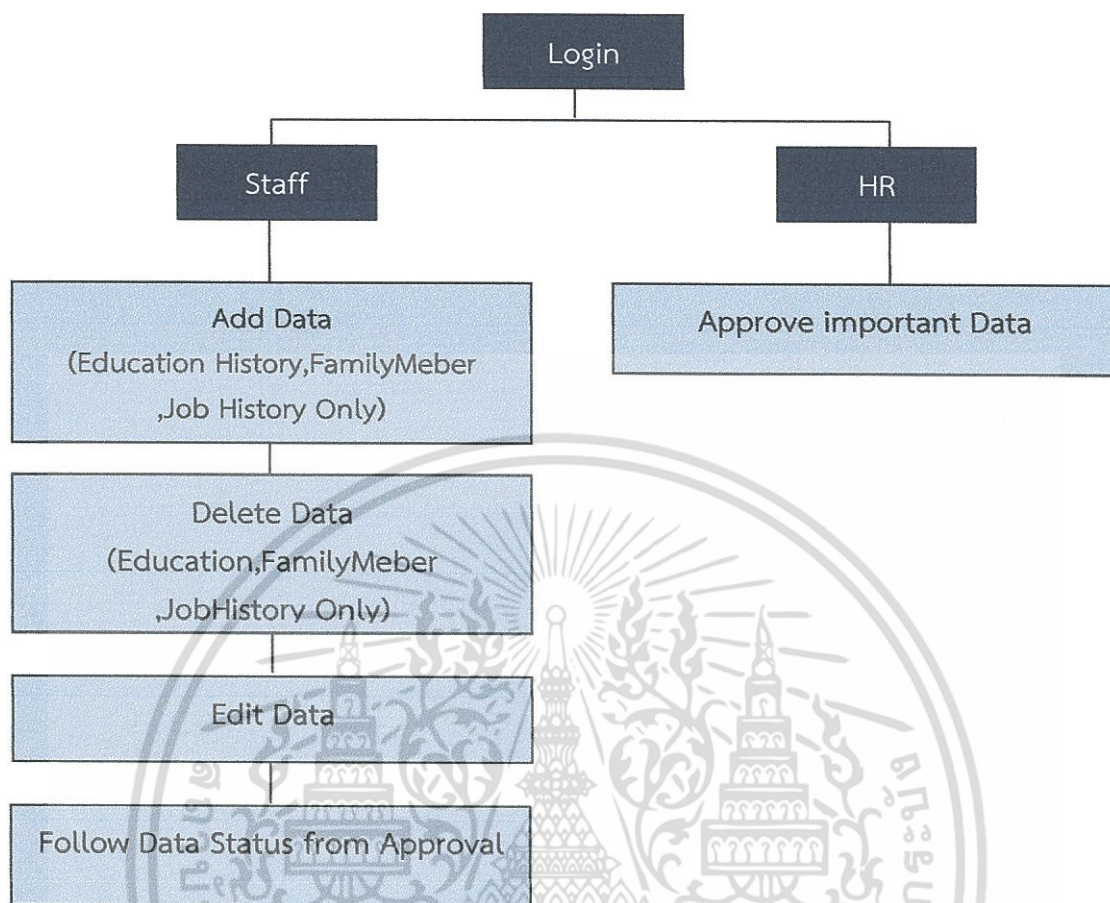 Login
Staff
HR
Add Data
(Education History,FamilyMeber
,Job History Only)
Approve important Data
Delete Data
(Education,FamilyMeber
,JobHistory Only)
Edit Data
Follow Data Status from Approval